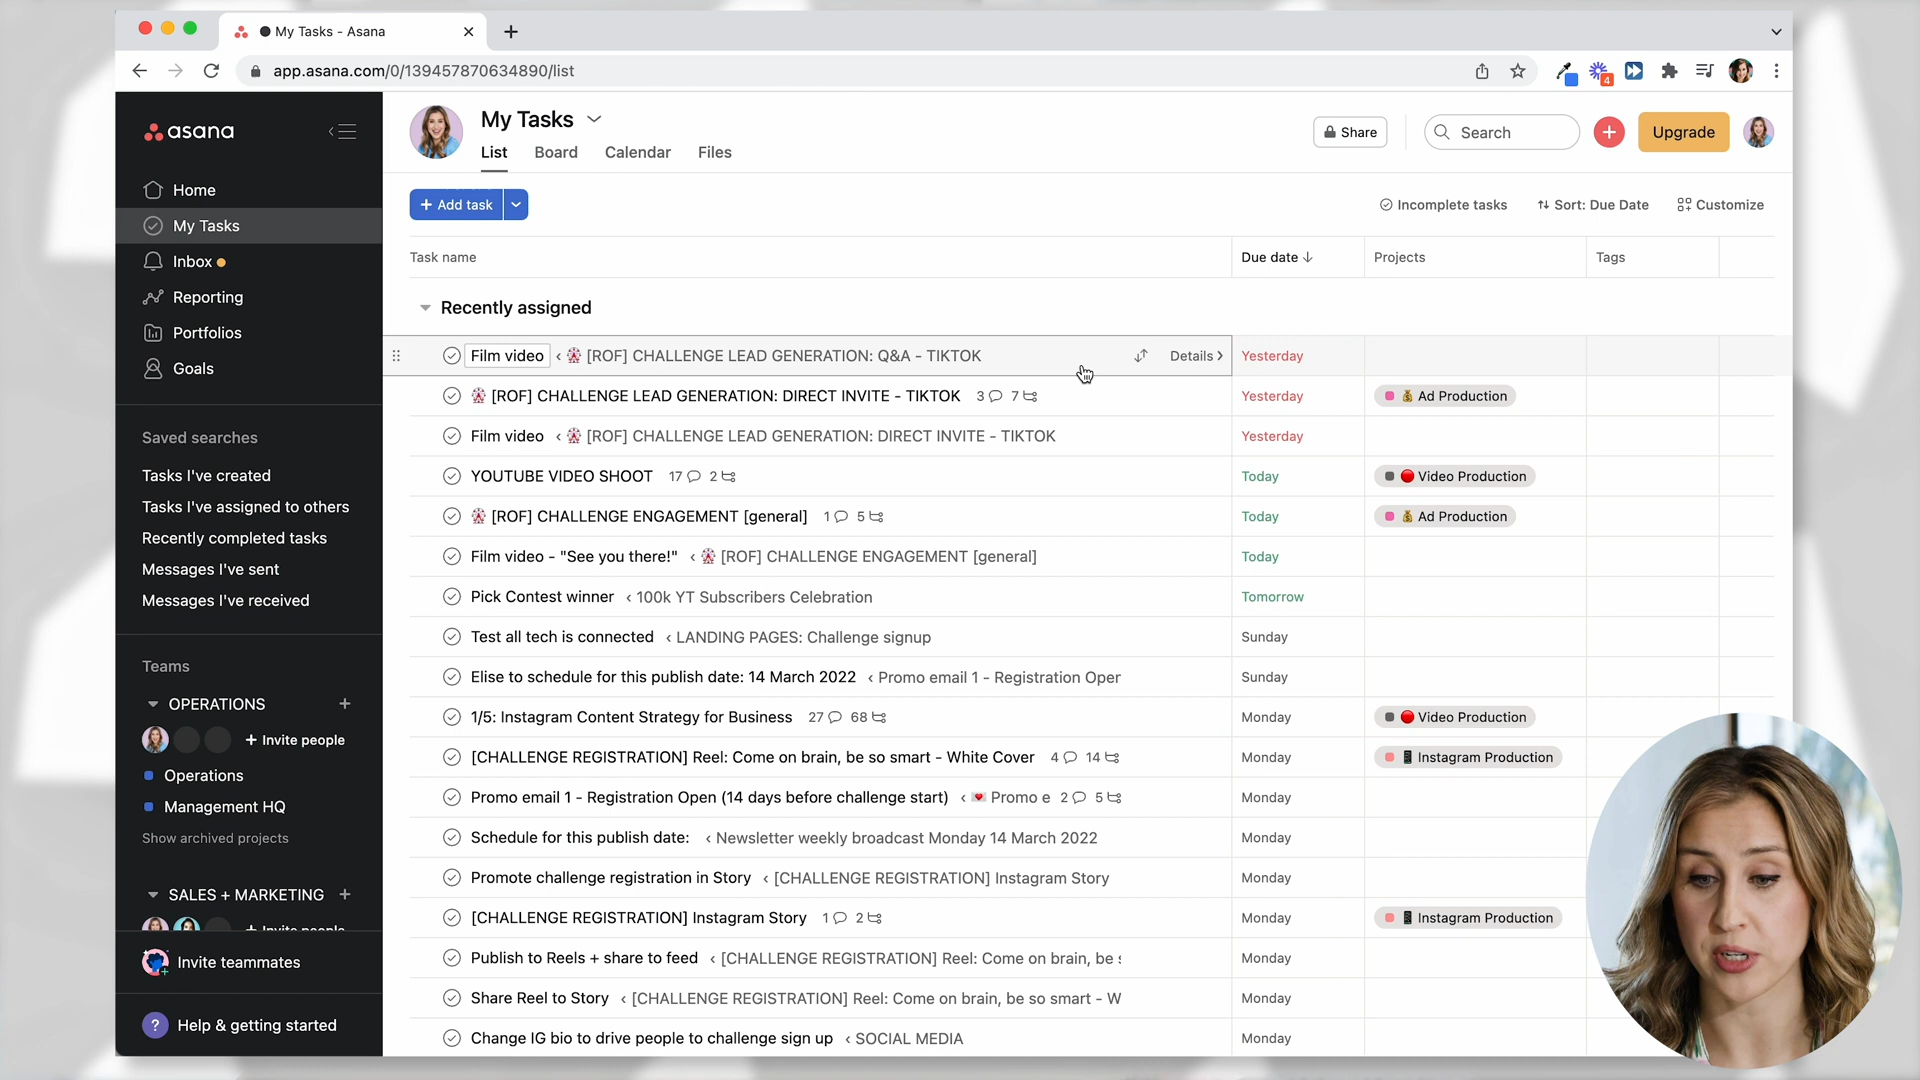 My Tasks - Asana
app.asana.com/0/139457870634890/list
4
asana
Home
My Tasks
Inbox
Reporting
Portfolios
Goals
Saved searches
Tasks I've created
Tasks I've assigned to others
Recently completed tasks
Messages I've sent
Messages I've received
Teams
OPERATIONS
+ Invite people
Operations
Management HQ
Show archived projects
SALES + MARKETING
+ Invite people
Invite teammates
? Help & getting started
My Tasks
List Board Calendar Files
Share
Search
Upgrade
+ Add task
Incomplete tasks Sort: Due Date Customize
Task name Due date Projects Tags
Recently assigned
Film video ‹ [ROF] CHALLENGE LEAD GENERATION: Q&A - TIKTOK Details › Yesterday
[ROF] CHALLENGE LEAD GENERATION: DIRECT INVITE - TIKTOK 3 7 Yesterday Ad Production
Film video ‹ [ROF] CHALLENGE LEAD GENERATION: DIRECT INVITE - TIKTOK Yesterday
YOUTUBE VIDEO SHOOT 17 2 Today Video Production
[ROF] CHALLENGE ENGAGEMENT [general] 1 5 Today Ad Production
Film video - "See you there!" ‹ [ROF] CHALLENGE ENGAGEMENT [general] Today
Pick Contest winner ‹ 100k YT Subscribers Celebration Tomorrow
Test all tech is connected ‹ LANDING PAGES: Challenge signup Sunday
Elise to schedule for this publish date: 14 March 2022 ‹ Promo email 1 - Registration Oper Sunday
1/5: Instagram Content Strategy for Business 27 68 Monday Video Production
[CHALLENGE REGISTRATION] Reel: Come on brain, be so smart - White Cover 4 14 Monday Instagram Production
Promo email 1 - Registration Open (14 days before challenge start) ‹ Promo e 2 5 Monday
Schedule for this publish date: ‹ Newsletter weekly broadcast Monday 14 March 2022 Monday
Promote challenge registration in Story ‹ [CHALLENGE REGISTRATION] Instagram Story Monday
[CHALLENGE REGISTRATION] Instagram Story 1 2 Monday Instagram Production
Publish to Reels + share to feed ‹ [CHALLENGE REGISTRATION] Reel: Come on brain, be s Monday
Share Reel to Story ‹ [CHALLENGE REGISTRATION] Reel: Come on brain, be so smart - W Monday
Change IG bio to drive people to challenge sign up ‹ SOCIAL MEDIA Monday